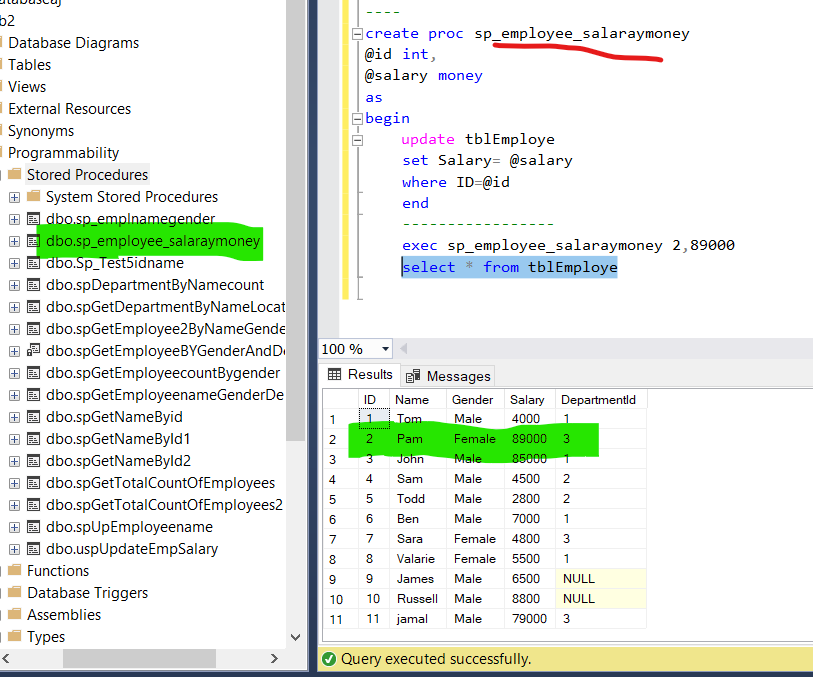 b2
Database Diagrams
Tables
Views
External Resources
Synonyms
Programmability
Stored Procedures
System Stored Procedures
dbo.sp_emplnamegender
dbo.sp_employee_salaraymoney
dbo.Sp_Test5idname
dbo.spDepartmentByNamecount
dbo.spGetDepartmentByNameLocat
dbo.spGetEmployee2ByNameGende
dbo.spGetEmployeeBYGenderAndDe
dbo.spGetEmployeecountBygender
dbo.spGetEmployeenameGenderDe
dbo.spGetNameByid
dbo.spGetNameById1
dbo.spGetNameById2
dbo.spGetTotalCountOfEmployees
dbo.spGetTotalCountOfEmployees2
dbo.spUpEmployeename
dbo.uspUpdateEmpSalary
Functions
Database Triggers
Assemblies
Types
----
create proc sp_employee_salaraymoney
@id int,
@salary money
as
begin
update tblEmploye
set Salary= @salary
where ID=@id
end
-----------------
exec sp_employee_salaraymoney 2,89000
select * from tblEmploye
100 %
Results Messages
ID Name Gender Salary DepartmentId
1 1 Tom Male 4000 1
2 2 Pam Female 89000 3
3 3 John Male 85000 1
4 4 Sam Male 4500 2
5 5 Todd Male 2800 2
6 6 Ben Male 7000 1
7 7 Sara Female 4800 3
8 8 Valarie Female 5500 1
9 9 James Male 6500 NULL
10 10 Russell Male 8800 NULL
11 11 jamal Male 79000 3
Query executed successfully.